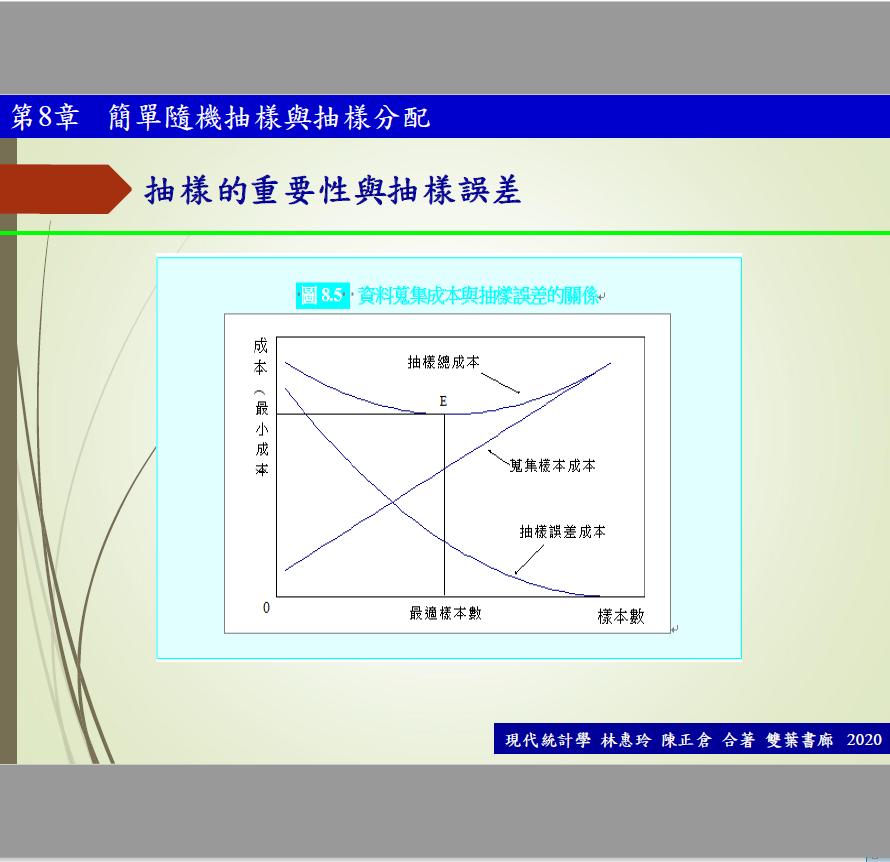 第8章 簡單隨機抽樣與抽樣分配
抽樣的重要性與抽樣誤差
圖 8.5 資料蒐集成本與抽樣誤差的關係
成本（最小成本
抽樣總成本
E
蒐集樣本成本
抽樣誤差成本
0
最適樣本數
樣本數
現代統計學 林惠玲 陳正倉 合著 雙葉書廊 2020